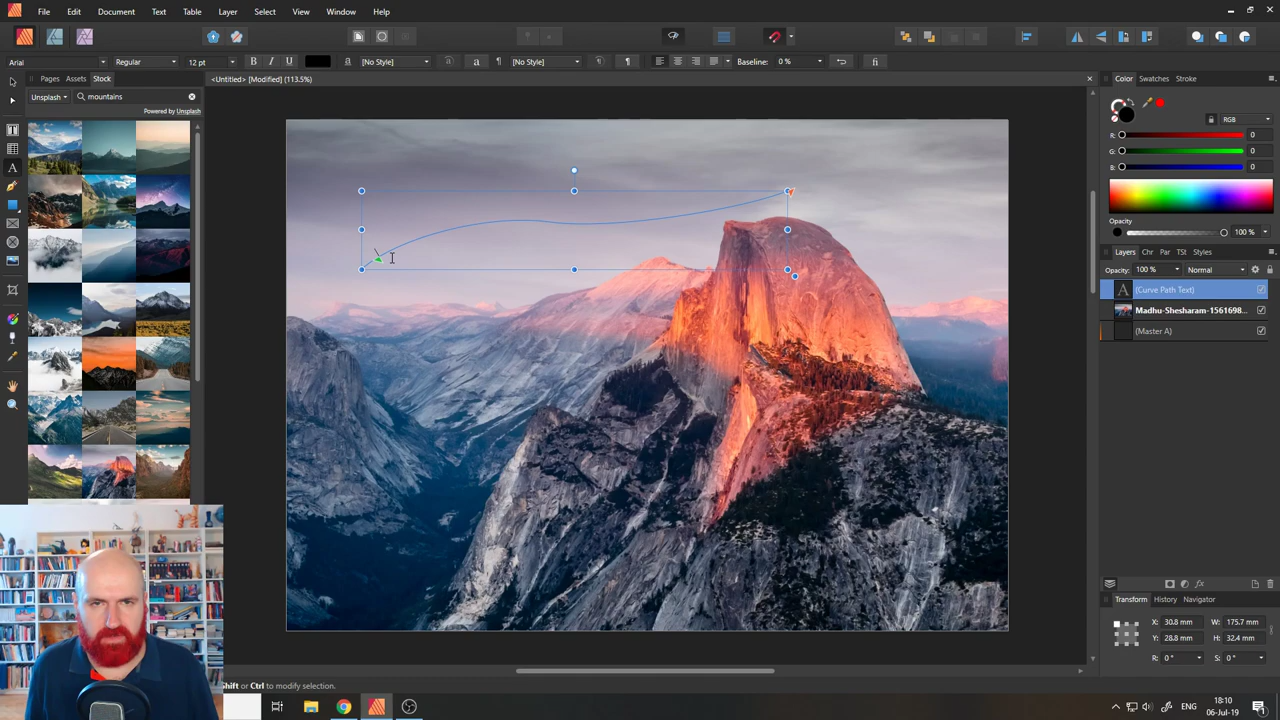 File Edit Document Text Table Layer Select View Window Help
Arial Regular 12 pt B I U [No Style] a [No Style] Baseline: 0 % fi
Pages Assets Stock
<Untitled> [Modified] (113.5%)
Unsplash mountains
Powered by Unsplash
Color Swatches Stroke
RGB
R: 0
G: 0
B: 0
Opacity
100 %
Layers Chr Par TSt Styles
Opacity: 100 % Normal
A (Curve Path Text)
Madhu-Shesharam-1561698...
(Master A)
Transform History Navigator
X: 30.8 mm W: 175.7 mm
Y: 28.8 mm H: 32.4 mm
R: 0 ° S: 0 °
Shift or Ctrl to modify selection.
ENG
18:10
06-Jul-19